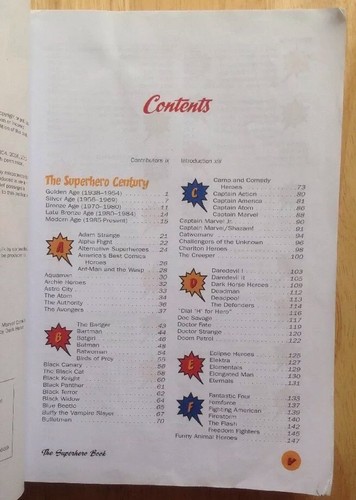 Contents
Contributors ix
Introduction xiii
The Superhero Century
Golden Age (1938–1954) 1
Silver Age (1956–1969) 7
Bronze Age (1970–1980) 11
Late Bronze Age (1980–1984) 14
Modern Age (1985–Present) 15
A
Adam Strange 21
Alpha Flight 22
Alternative Superheroes 24
America's Best Comics
Heroes 26
Ant-Man and the Wasp 28
Aquaman 30
Archie Heroes 32
Astro City 33
The Atom 34
The Authority 36
The Avengers 37
B
The Badger 43
Batman 44
Batgirl 46
Batman 48
Batwoman 54
Birds of Prey 55
Black Canary 56
The Black Cat 58
Black Knight 60
Black Panther 61
Black Terror 62
Black Widow 64
Blue Beetle 65
Buffy the Vampire Slayer 67
Bulletman 70
C
Camp and Comedy
Heroes 73
Captain Action 80
Captain America 81
Captain Atom 86
Captain Marvel 88
Captain Marvel Jr. 90
Captain Marvel/Shazam! 91
Catwoman 94
Challengers of the Unknown 96
Charlton Heroes 98
The Creeper 100
D
Daredevil I 103
Daredevil II 105
Dark Horse Heroes 109
Deadman 112
Deadpool 113
The Defenders 114
"Dial 'H' for Hero" 116
Doc Savage 117
Doctor Fate 119
Doctor Strange 120
Doom Patrol 122
E
Eclipse Heroes 125
Elektra 127
Elementals 129
Elongated Man 130
Eternals 131
F
Fantastic Four 133
Femforce 137
Fighting American 139
Firestorm 140
The Flash 142
Freedom Fighters 145
Funny Animal Heroes 147
The Superhero Book
v